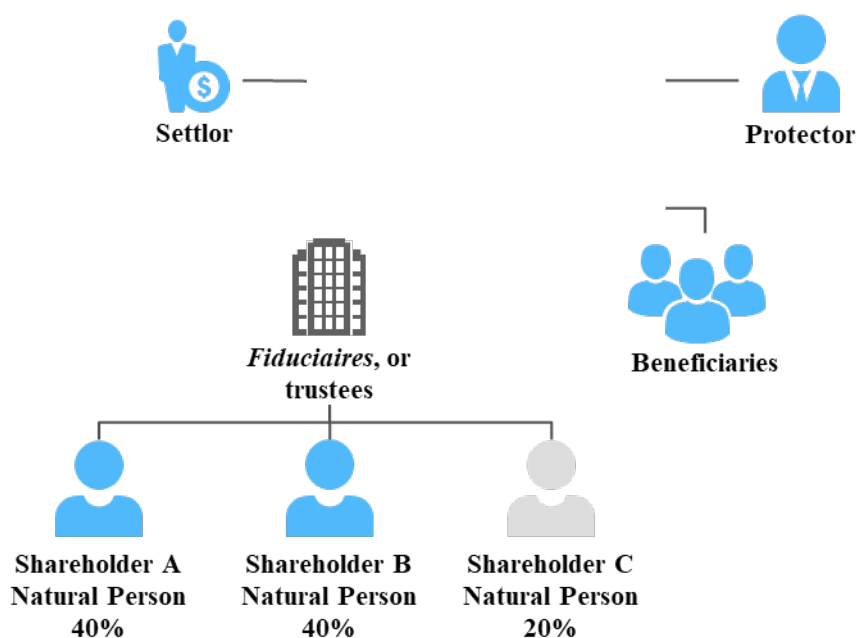 $
Settlor
Protector
Fiduciaires, or
trustees
Beneficiaries
Shareholder A
Natural Person
40%
Shareholder B
Natural Person
40%
Shareholder C
Natural Person
20%